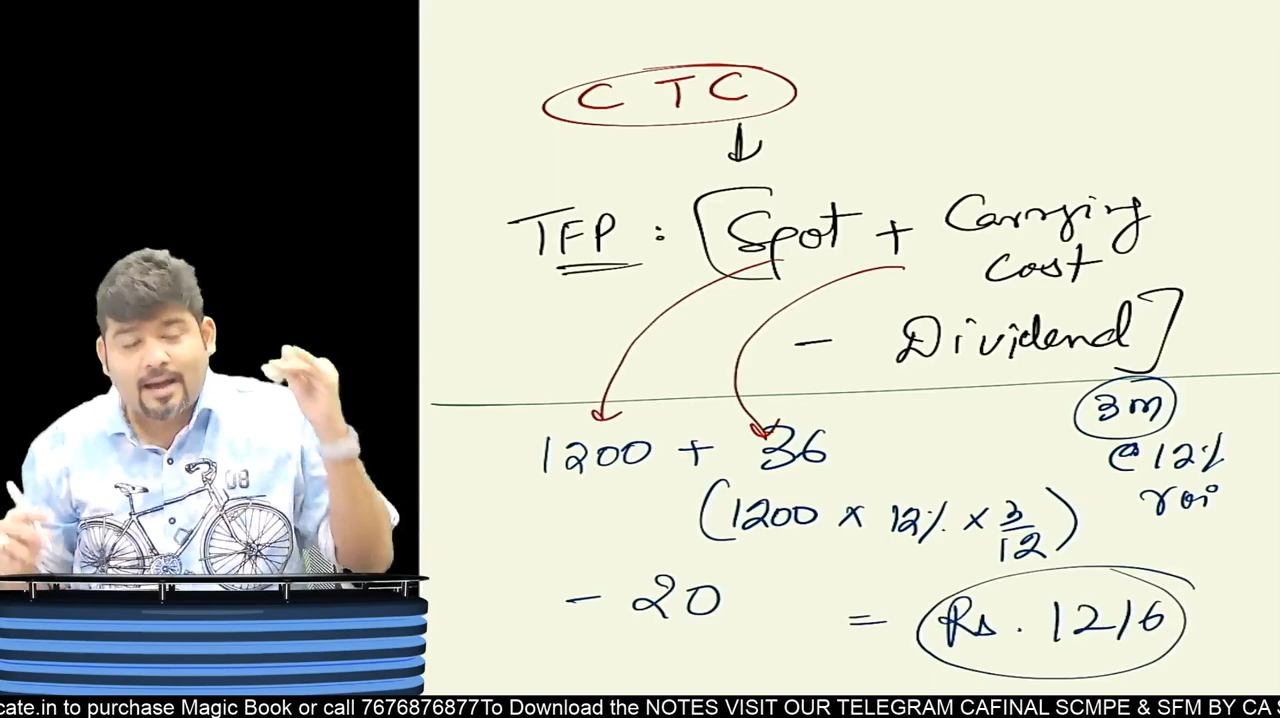 CTC
TFP : [Spot + Carrying
cost
- Dividend]
3m
1200 + 36
@ 12%
roi
(1200 x 12% x 3/12)
- 20
= Rs. 1216
08
cate.in to purchase Magic Book or call 7676876877To Download the NOTES VISIT OUR TELEGRAM CAFINAL SCMPE & SFM BY CA S